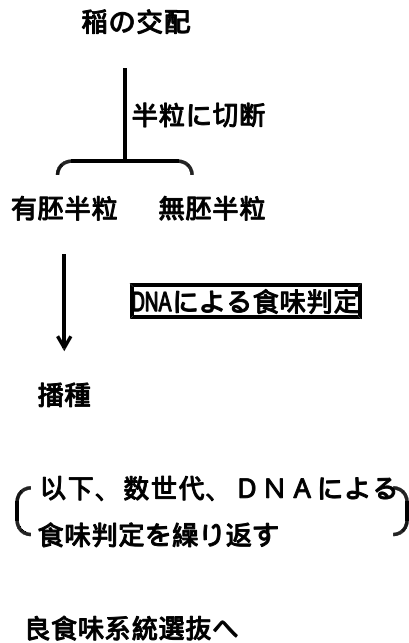 稲の交配
半粒に切断
有胚半粒 無胚半粒
DNAによる食味判定
播種
以下、数世代、ＤＮＡによる
食味判定を繰り返す
良食味系統選抜へ